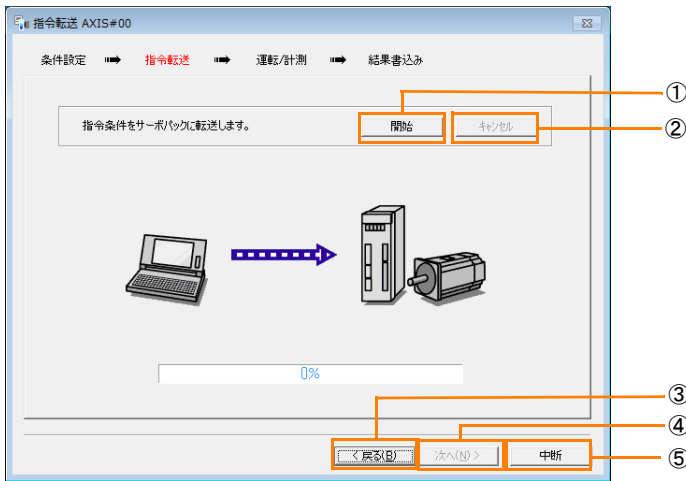 指令転送 AXIS#00
条件設定 ➡ 指令転送 ➡ 運転/計測 ➡ 結果書込み
①
指令条件をサーボパックに転送します。 開始 キャンセル
②
0%
③
④
< 戻る(B) 次へ(N) > 中断
⑤